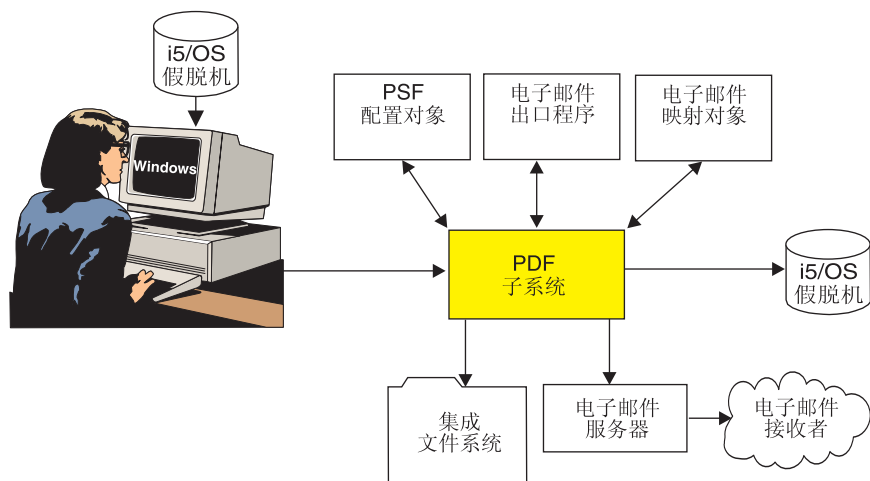 i5/OS
假脱机
Windows
PSF
配置对象
电子邮件
出口程序
电子邮件
映射对象
PDF
子系统
i5/OS
假脱机
集成
文件系统
电子邮件
服务器
电子邮件
接收者